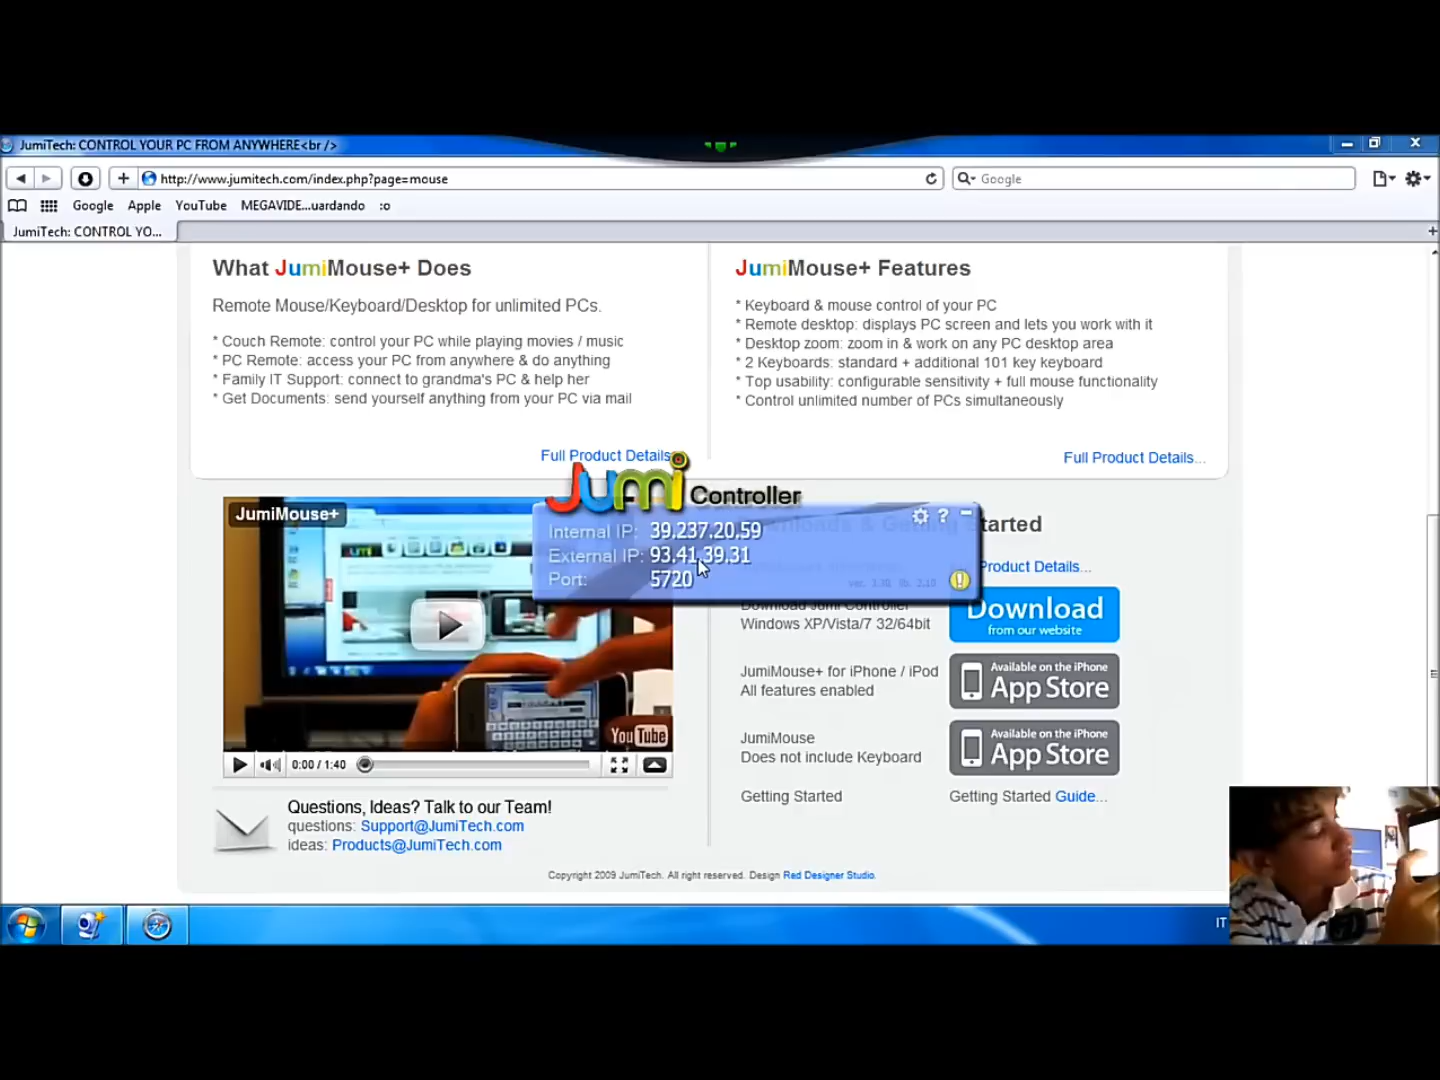 JumiTech: CONTROL YOUR PC FROM ANYWHERE<br />
http://www.jumitech.com/index.php?page=mouse
Google
Google
Apple
YouTube
MEGAVIDE...uardando
:o
JumiTech: CONTROL YO...
What JumiMouse+ Does
Remote Mouse/Keyboard/Desktop for unlimited PCs.
* Couch Remote: control your PC while playing movies / music
* PC Remote: access your PC from anywhere & do anything
* Family IT Support: connect to grandma's PC & help her
* Get Documents: send yourself anything from your PC via mail
Full Product Details
JumiMouse+ Features
* Keyboard & mouse control of your PC
* Remote desktop: displays PC screen and lets you work with it
* Desktop zoom: zoom in & work on any PC desktop area
* 2 Keyboards: standard + additional 101 key keyboard
* Top usability: configurable sensitivity + full mouse functionality
* Control unlimited number of PCs simultaneously
Full Product Details...
Jumi Controller
Internal IP: 39.237.20.59
External IP: 93.41.39.31
Port: 5720
JumiMouse+
YouTube
0:00 / 1:40
Questions, Ideas? Talk to our Team!
questions: Support@JumiTech.com
ideas: Products@JumiTech.com
& Started
Product Details...
Download Jumi Controller
Windows XP/Vista/7 32/64bit
Download
from our website
JumiMouse+ for iPhone / iPod
All features enabled
Available on the iPhone
App Store
JumiMouse
Does not include Keyboard
Available on the iPhone
App Store
Getting Started
Getting Started Guide...
Copyright 2009 JumiTech. All right reserved. Design Red Designer Studio.
IT